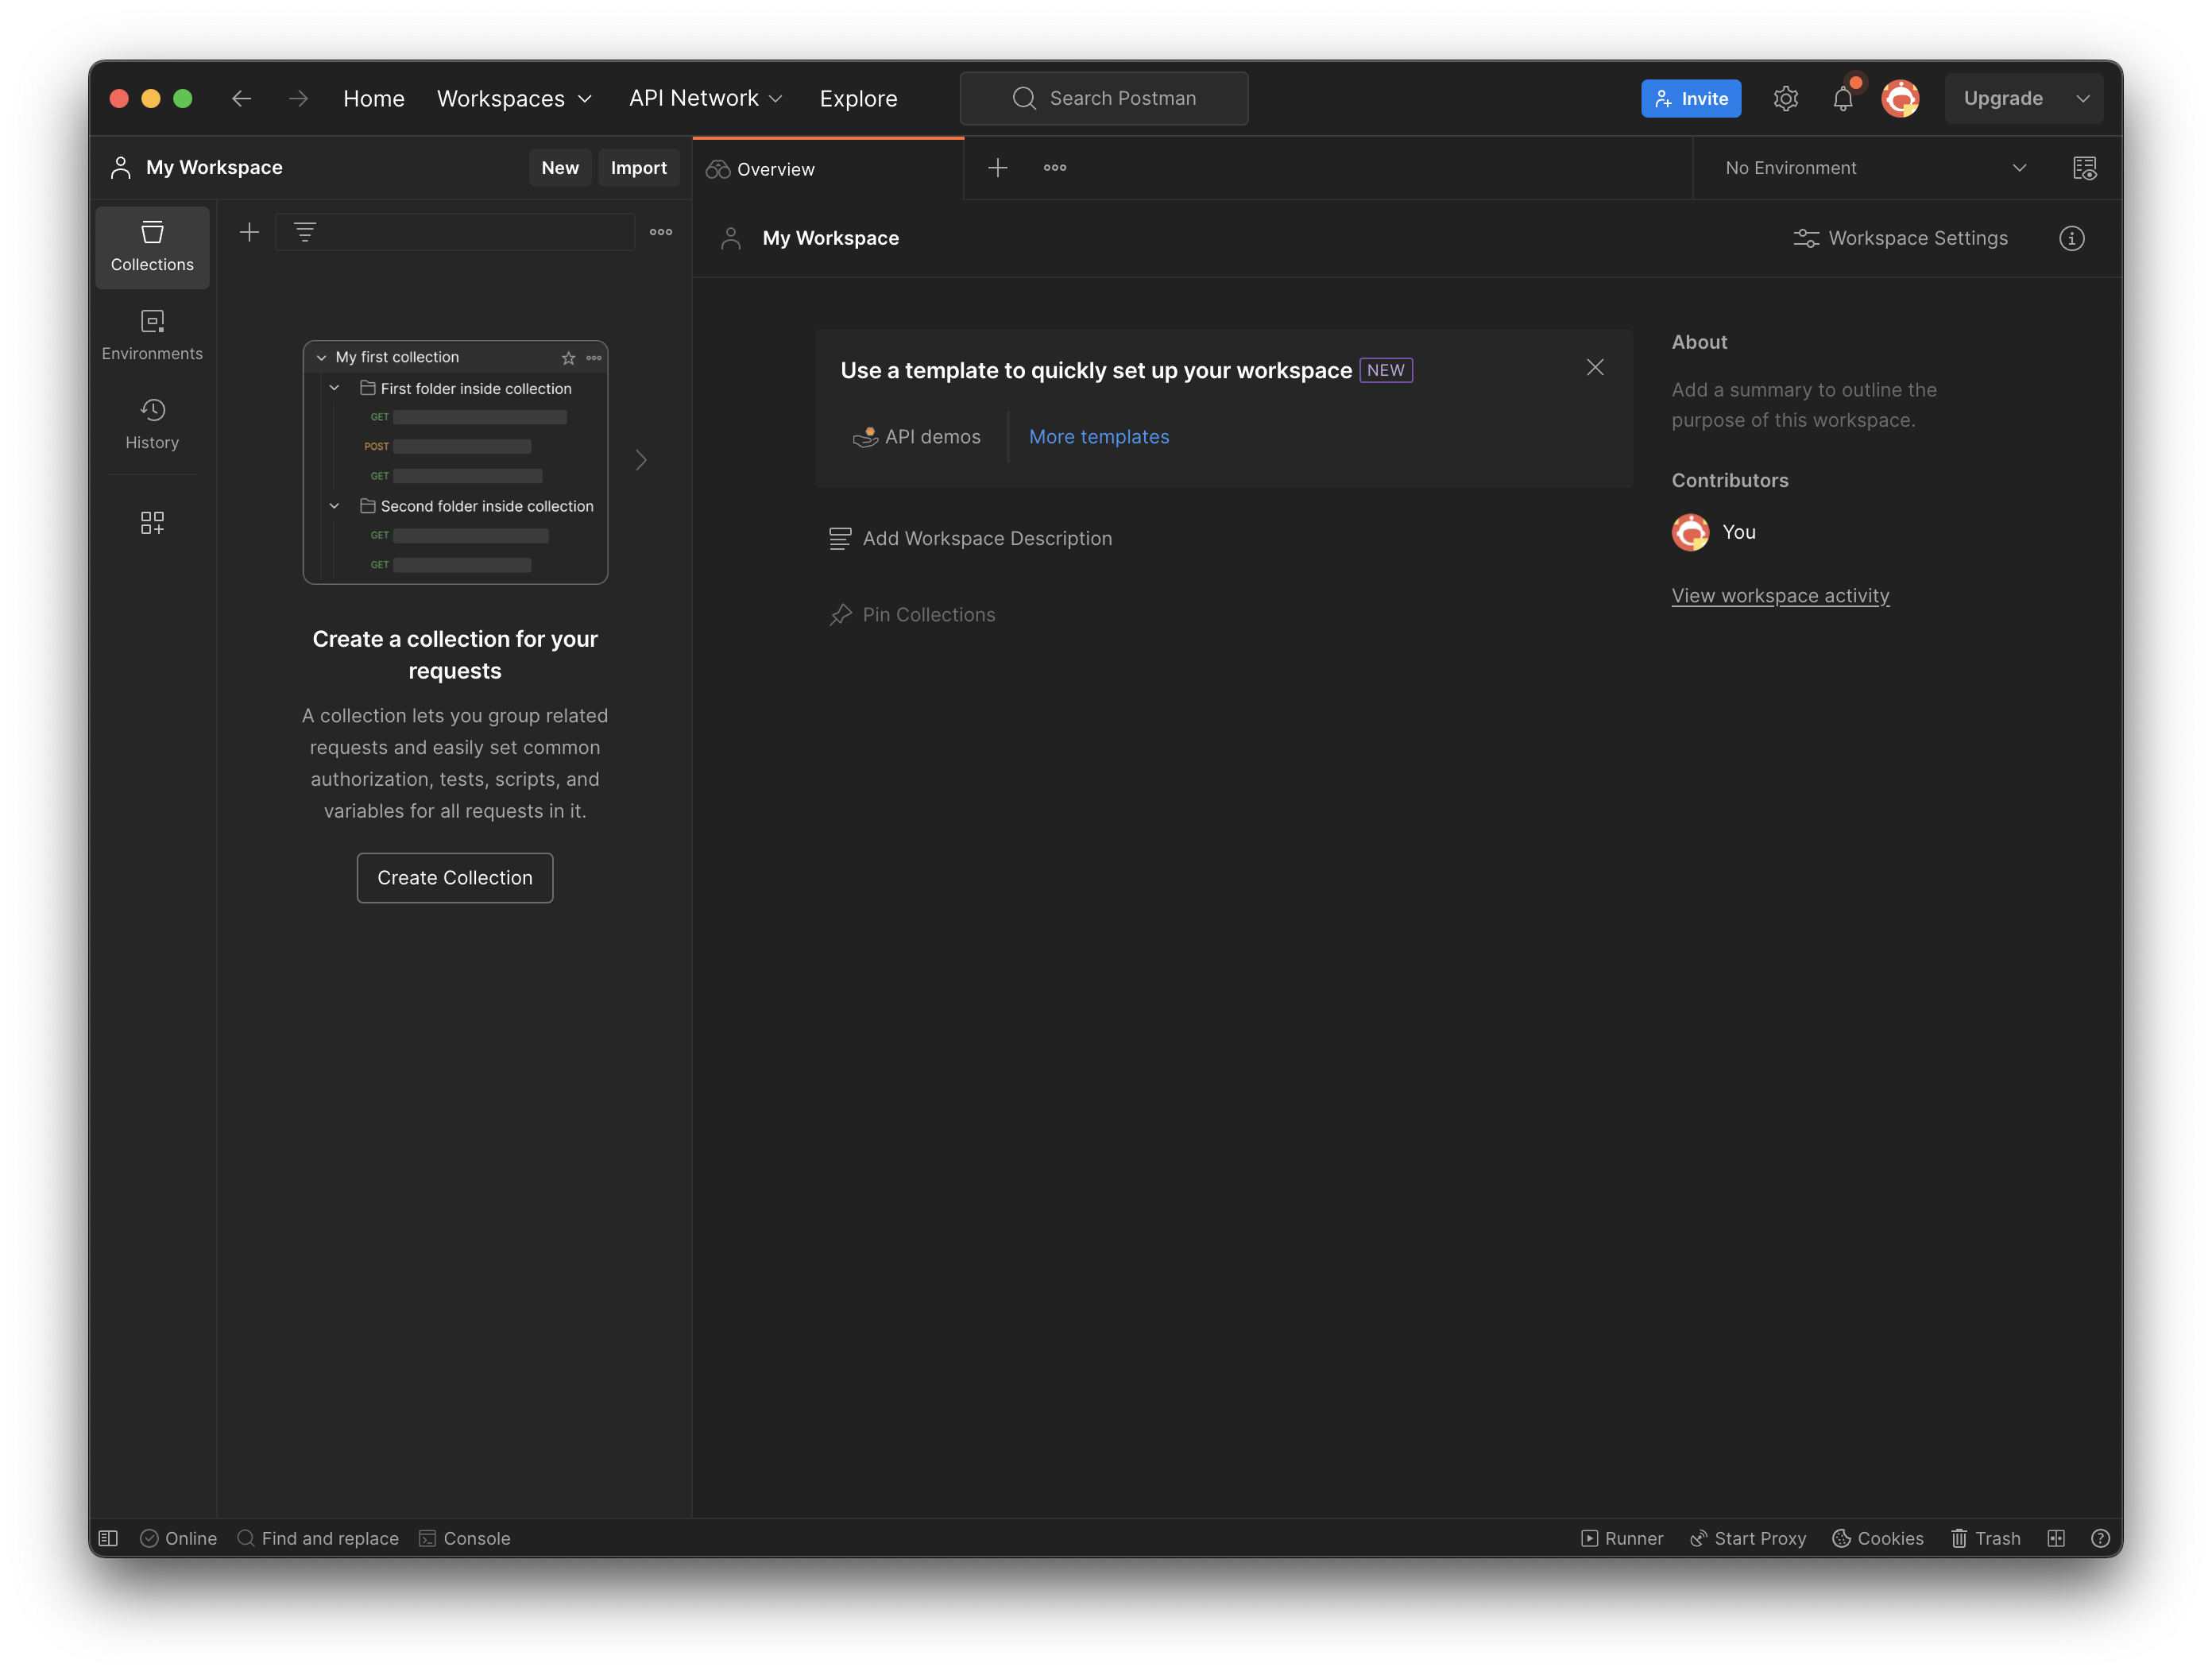 Home
Workspaces
API Network
Explore
Search Postman
Invite
Upgrade
My Workspace
New
Import
Overview
No Environment
Collections
Environments
History
My first collection
First folder inside collection
GET
POST
GET
Second folder inside collection
GET
GET
Create a collection for your
requests
A collection lets you group related
requests and easily set common
authorization, tests, scripts, and
variables for all requests in it.
Create Collection
My Workspace
Workspace Settings
Use a template to quickly set up your workspace NEW
API demos
More templates
Add Workspace Description
Pin Collections
About
Add a summary to outline the
purpose of this workspace.
Contributors
You
View workspace activity
Online
Find and replace
Console
Runner
Start Proxy
Cookies
Trash